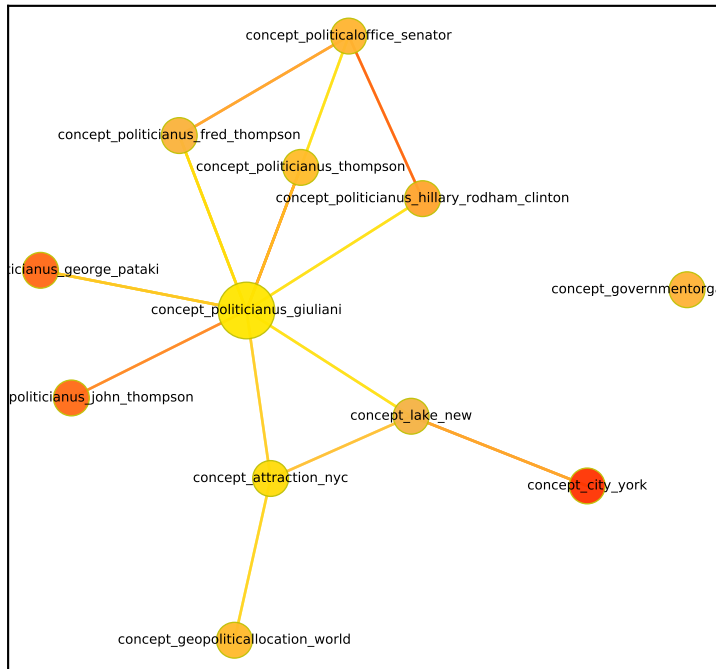 concept_politicaloffice_senator
concept_politicianus_fred_thompson
concept_politicianus_thompson
concept_politicianus_hillary_rodham_clinton
ticianus_george_pataki
concept_governmentorga
concept_politicianus_giuliani
politicianus_john_thompson
concept_lake_new
concept_attraction_nyc
concept_city_york
concept_geopoliticallocation_world